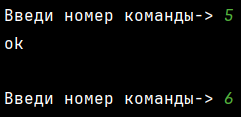 Введи номер команды-> 5
ok
Введи номер команды-> 6